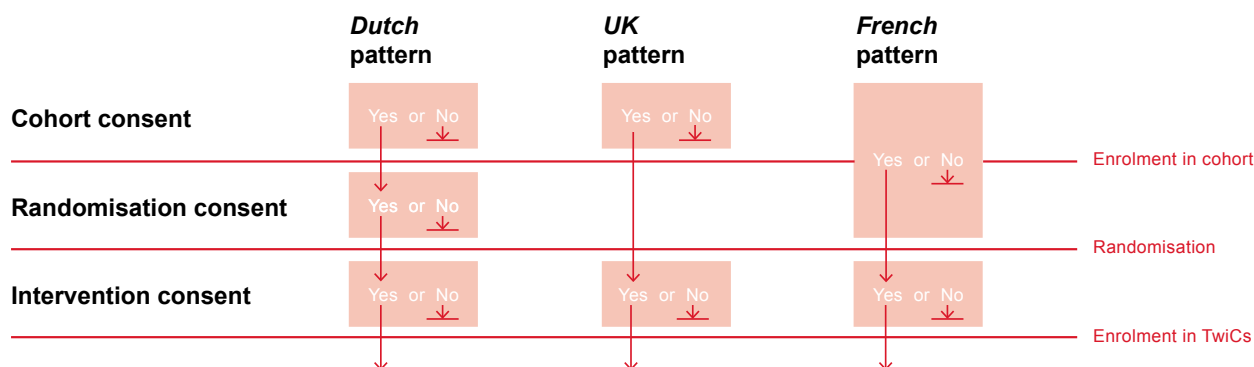 Dutch
pattern
UK
pattern
French
pattern
Cohort consent
Yes or No
Yes or No
Yes or No
Enrolment in cohort
Randomisation consent
Yes or No
Randomisation
Intervention consent
Yes or No
Yes or No
Yes or No
Enrolment in TwiCs